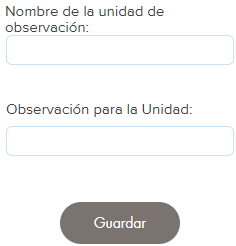 Nombre de la unidad de
observación:
Observación para la Unidad:
Guardar